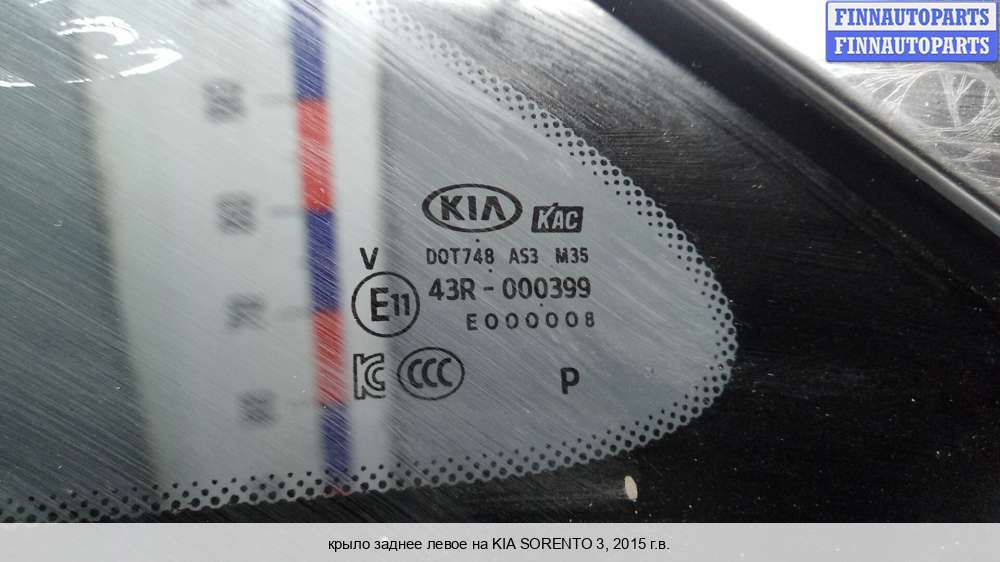 FINNAUTOPARTS
FINNAUTOPARTS
KIA KAC
V DOT748 AS3 M35
E11 43R-000399
E000008
KC CCC P
крыло заднее левое на KIA SORENTO 3, 2015 г.в.